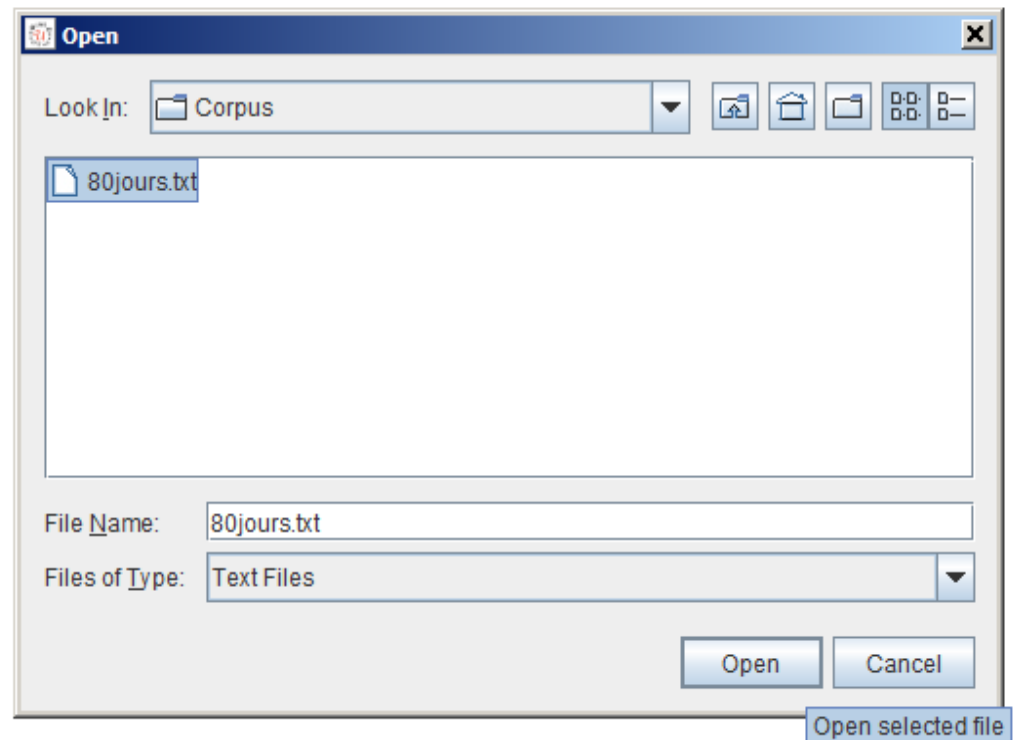 Open
Look In: Corpus
80jours.txt
File Name: 80jours.txt
Files of Type: Text Files
Open Cancel
Open selected file